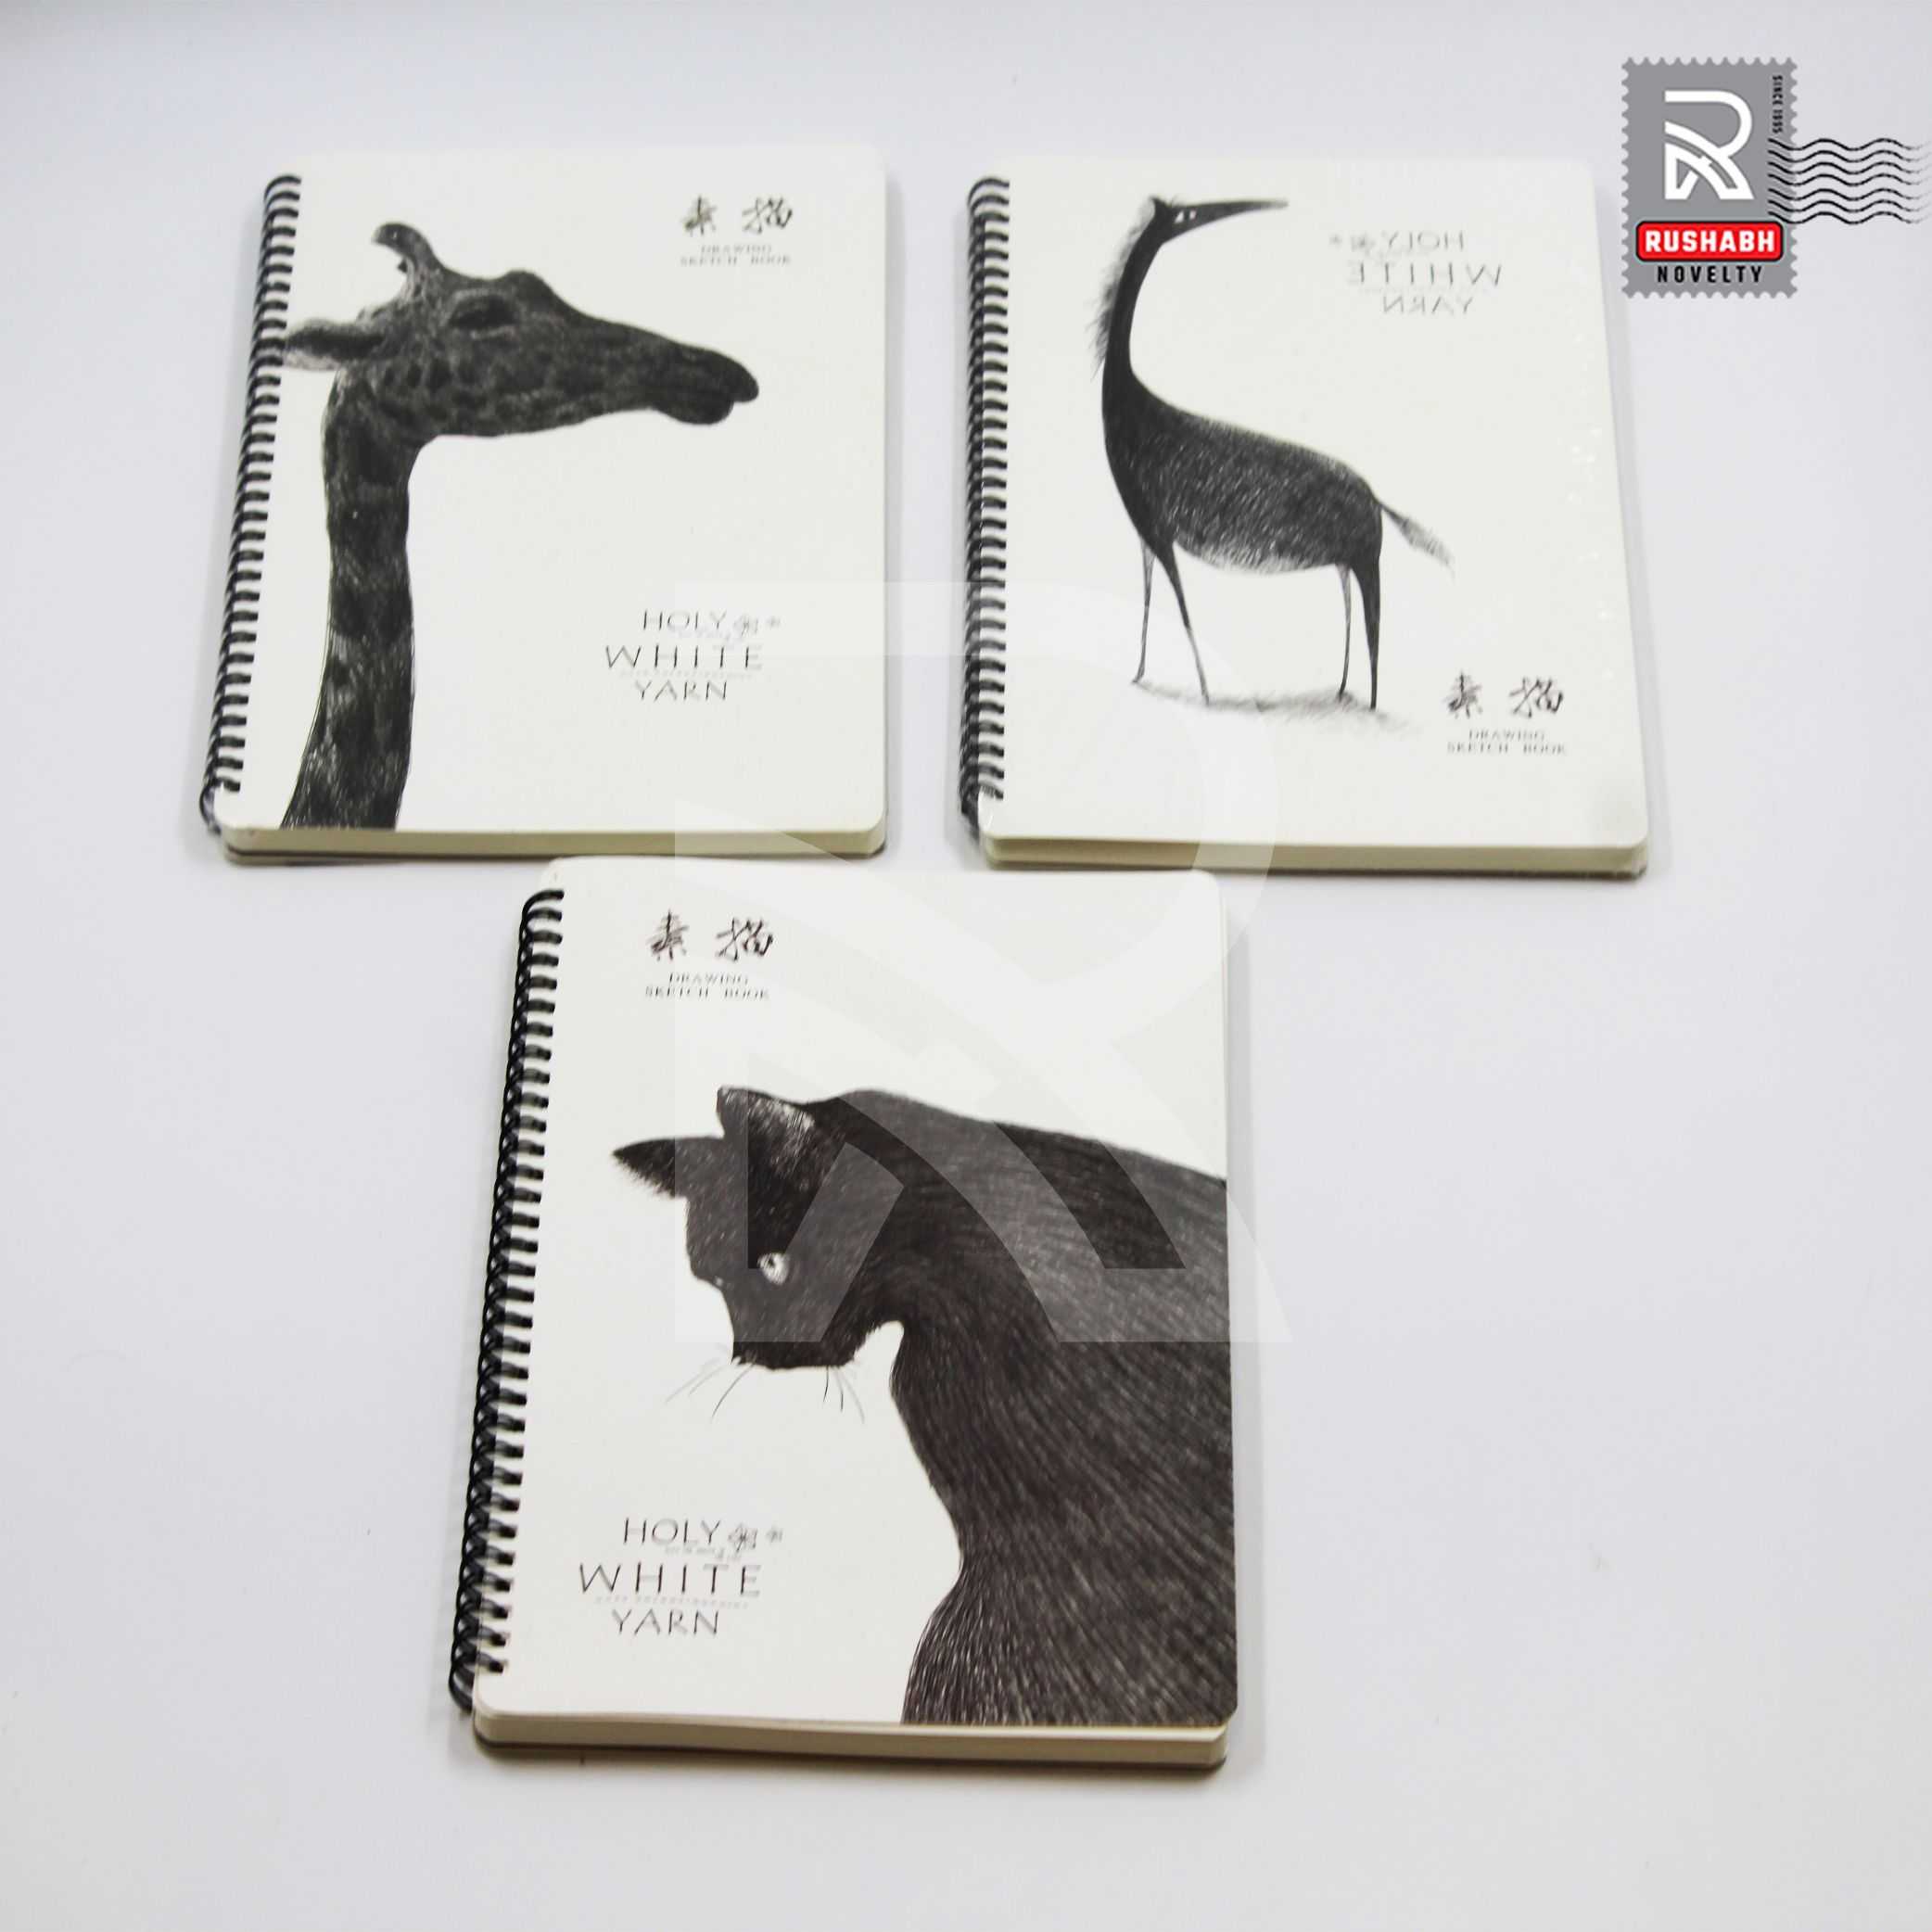 SINCE 1995
RUSHABH
NOVELTY
素描
DRAWING
SKETCH BOOK
HOLY
WHITE
YARN
HOLY
WHITE
YARN
素描
DRAWING
SKETCH BOOK
素描
DRAWING
SKETCH BOOK
HOLY
WHITE
YARN